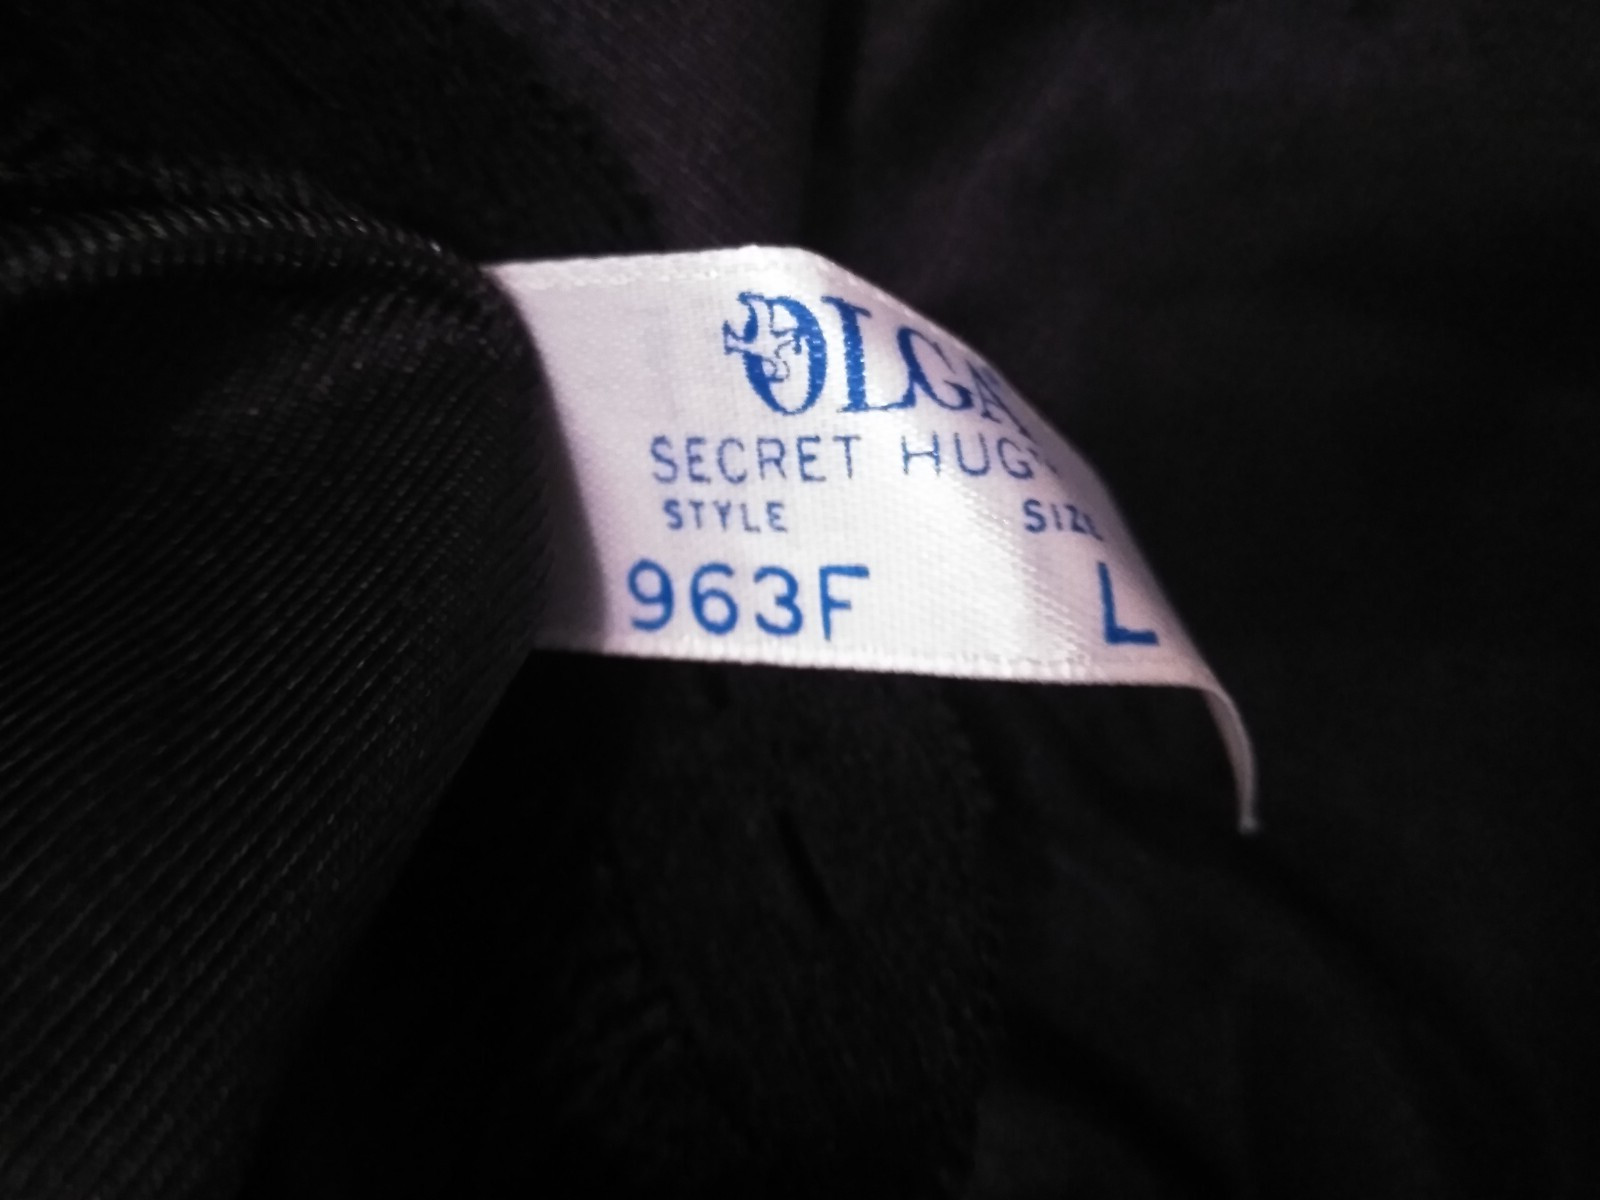 OLGA
SECRET HUG
STYLE SIZE
963F L